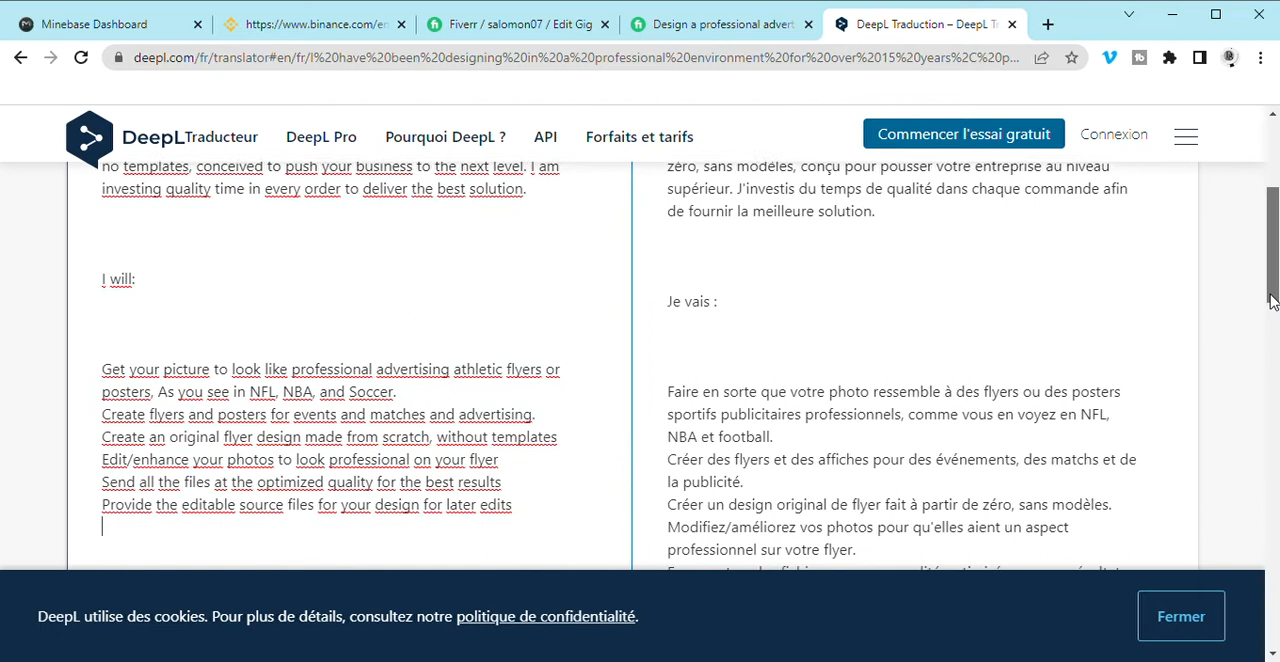 Minebase Dashboard
https://www.binance.com/en
Fiverr / salomon07 / Edit Gig
Design a professional advert
DeepL Traduction – DeepL Tr
deepl.com/fr/translator#en/fr/I%20have%20been%20designing%20in%20a%20professional%20environment%20for%20over%2015%20years%2C%20p...
DeepL Traducteur
DeepL Pro
Pourquoi DeepL ?
API
Forfaits et tarifs
Commencer l'essai gratuit
Connexion
no templates, conceived to push your business to the next level. I am
investing quality time in every order to deliver the best solution.
I will:
Get your picture to look like professional advertising athletic flyers or
posters, As you see in NFL, NBA, and Soccer.
Create flyers and posters for events and matches and advertising.
Create an original flyer design made from scratch, without templates
Edit/enhance your photos to look professional on your flyer
Send all the files at the optimized quality for the best results
Provide the editable source files for your design for later edits
zéro, sans modèles, conçu pour pousser votre entreprise au niveau
supérieur. J'investis du temps de qualité dans chaque commande afin
de fournir la meilleure solution.
Je vais :
Faire en sorte que votre photo ressemble à des flyers ou des posters
sportifs publicitaires professionnels, comme vous en voyez en NFL,
NBA et football.
Créer des flyers et des affiches pour des événements, des matchs et de
la publicité.
Créer un design original de flyer fait à partir de zéro, sans modèles.
Modifiez/améliorez vos photos pour qu'elles aient un aspect
professionnel sur votre flyer.
DeepL utilise des cookies. Pour plus de détails, consultez notre politique de confidentialité.
Fermer